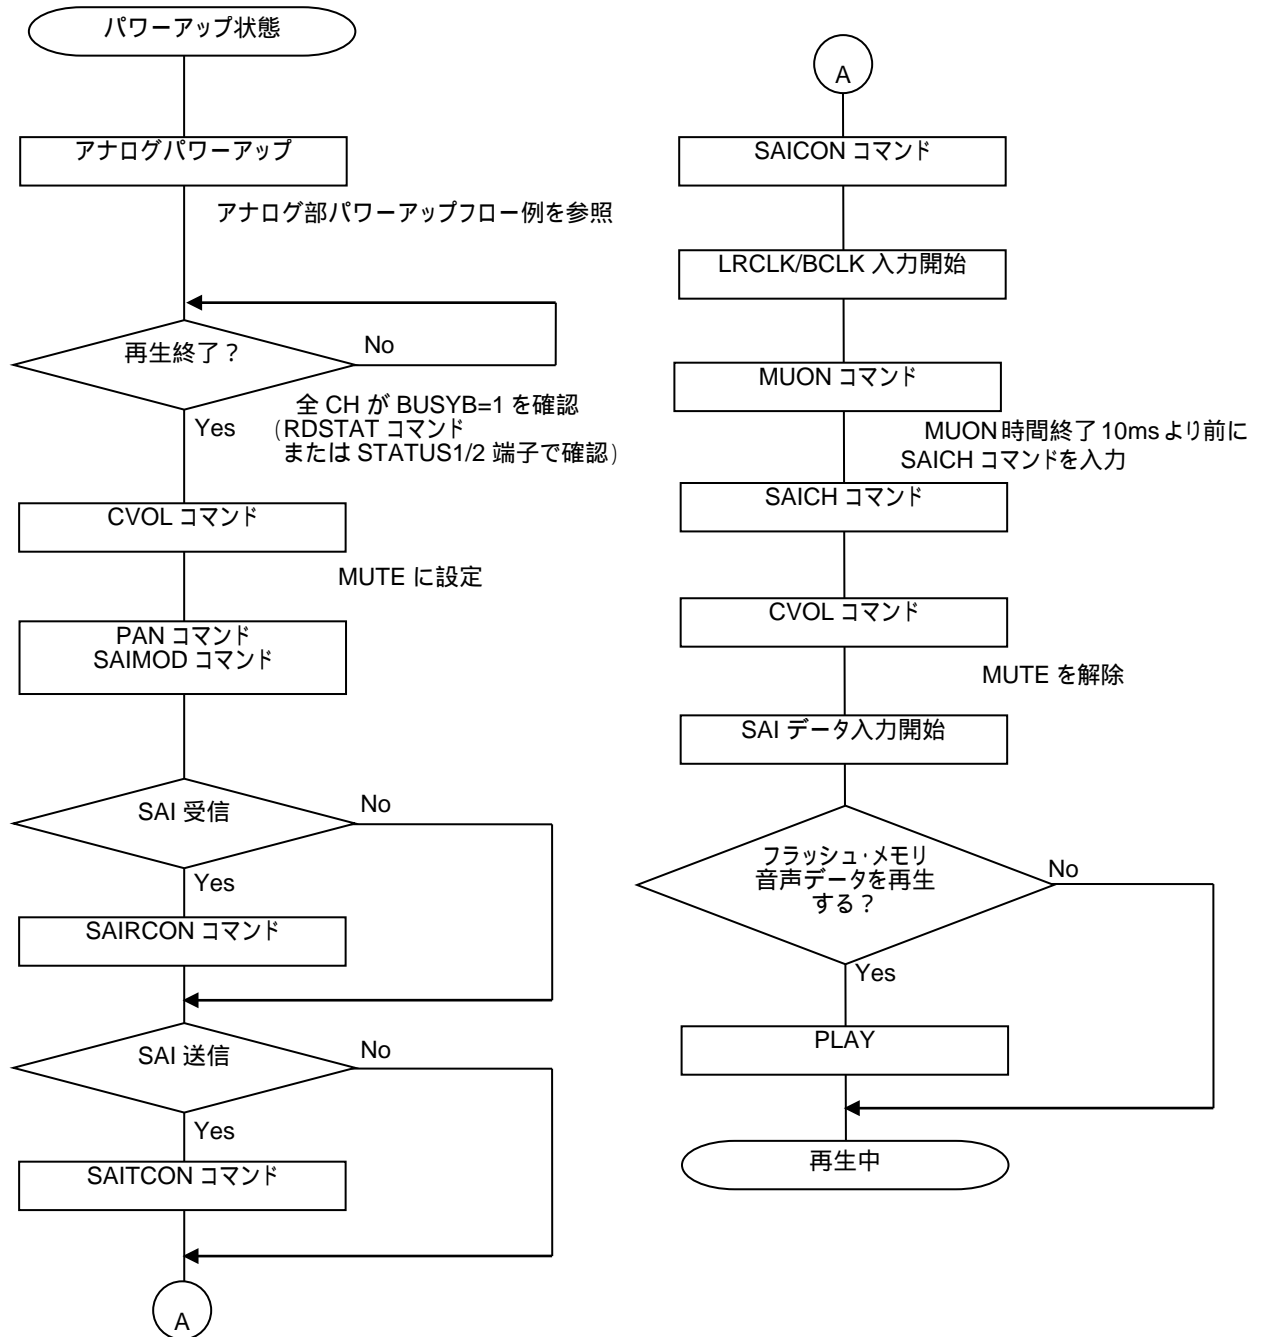 パワーアップ状態
アナログパワーアップ
アナログ部パワーアップフロー例を参照
再生終了?
No
Yes
全 CH が BUSYB=1 を確認
(RDSTAT コマンド
または STATUS1/2 端子で確認)
CVOL コマンド
MUTE に設定
PAN コマンド
SAIMOD コマンド
SAI 受信
No
Yes
SAIRCON コマンド
SAI 送信
No
Yes
SAITCON コマンド
A
A
SAICON コマンド
LRCLK/BCLK 入力開始
MUON コマンド
MUON 時間終了 10ms より前に
SAICH コマンドを入力
SAICH コマンド
CVOL コマンド
MUTE を解除
SAI データ入力開始
フラッシュ・メモリ
音声データを再生
する?
No
Yes
PLAY
再生中